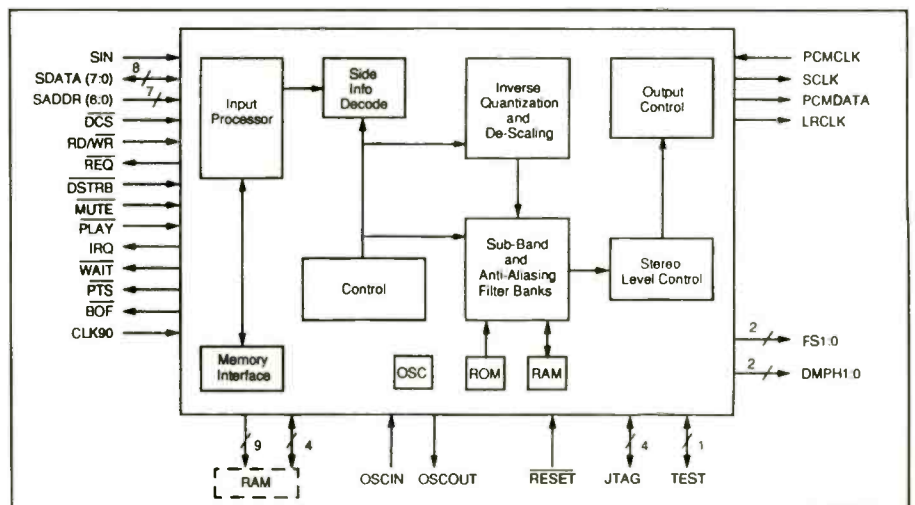 SIN
SDATA (7:0)
8
SADDR (6:0)
7
DCS
RD/WR
REQ
DSTRB
MUTE
PLAY
IRQ
WAIT
PTS
BOF
CLK90
Input
Processor
Side
Info
Decode
Inverse
Quantization
and
De-Scaling
Output
Control
PCMCLK
SCLK
PCMDATA
LRCLK
Control
Sub-Band
and
Anti-Aliasing
Filter Banks
Stereo
Level Control
Memory
Interface
OSC
ROM
RAM
2
FS1:0
2
DMPH1:0
9
4
RAM
OSCIN
OSCOUT
RESET
4
JTAG
1
TEST